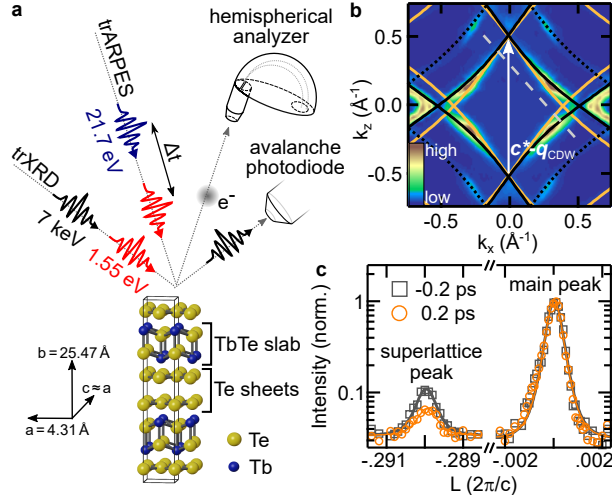 a
trARPES
hemispherical
analyzer
21.7 eV
Δt
trXRD
7 keV
1.55 eV
e-
avalanche
photodiode
b = 25.47 Å
c ≈ a
a = 4.31 Å
TbTe slab
Te sheets
Te
Tb
b
0.5
0.0
-0.5
kz (Å-1)
high
low
c*-qCDW
-0.5
0.0
0.5
kx (Å-1)
c
-0.2 ps
0.2 ps
main peak
superlattice
peak
1
0.1
Intensity (norm.)
-.291
-.289
-.002
.002
L (2π/c)